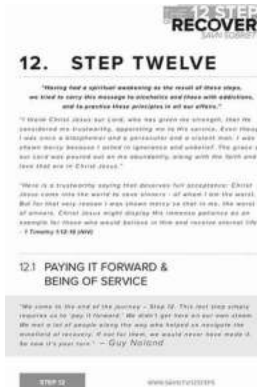 12 STEP
RECOVER
SAVN SOBRIET
12. STEP TWELVE
"Having had a spiritual awakening as the result of these steps,
we tried to carry this message to alcoholics and those with addictions,
and to practice these principles in all our affairs."
"I thank Christ Jesus our Lord, who has given me strength, that He
considered me trustworthy, appointing me to His service. Even though
I was once a blasphemer and a persecutor and a violent man, I was
shown mercy because I acted in ignorance and unbelief. The grace o
our Lord was poured out on me abundantly, along with the faith and
love that are in Christ Jesus."
"Here is a trustworthy saying that deserves full acceptance: Christ
Jesus came into the world to save sinners - of whom I am the worst.
But for that very reason I was shown mercy so that in me, the worst
of sinners, Christ Jesus might display His immense patience as an
example for those who would believe in Him and receive eternal life
- 1 Timothy 1:12-16 (NIV)
12.1 PAYING IT FORWARD &
BEING OF SERVICE
"We come to the end of the journey – Step 12. This last step simply
requires us to 'pay it forward.' We didn't get here on our own steam.
We met a lot of people along the way who helped us navigate the
minefield of recovery. If not for them, we would never have made it.
So now it's your turn." – Guy Noland
STEP 12